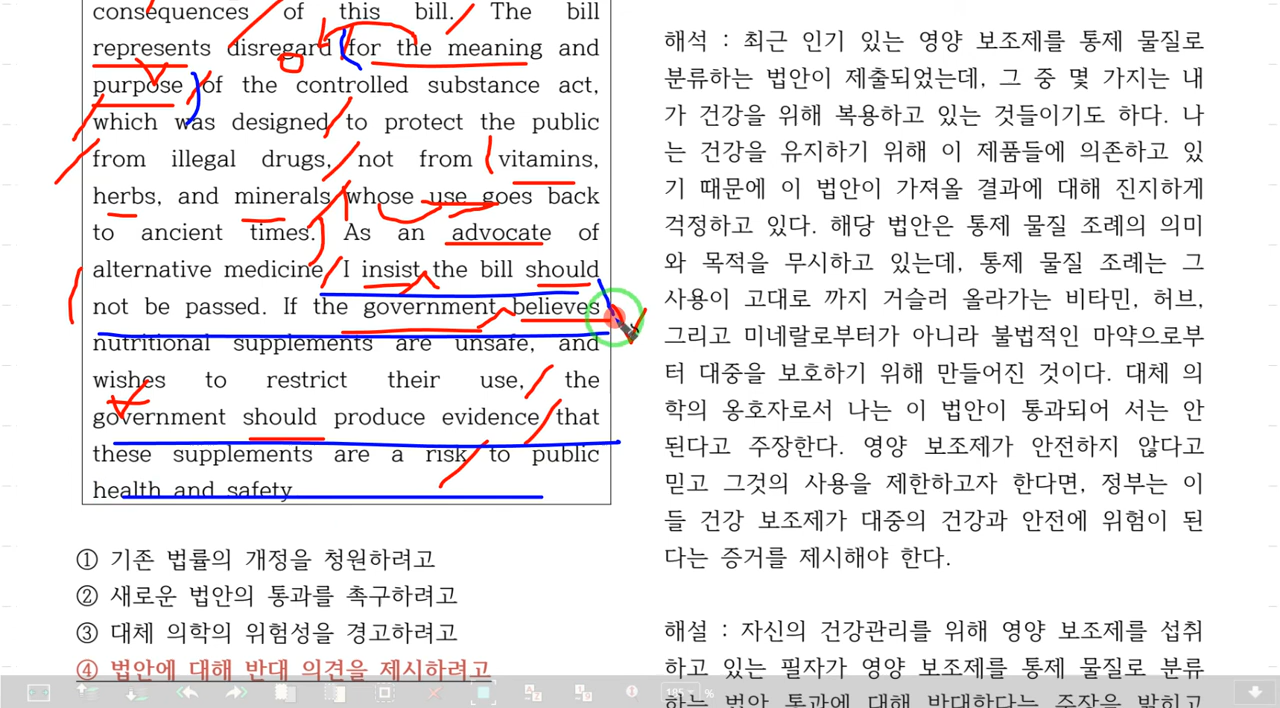 consequences of this bill. The bill
represents disregard for the meaning and
purpose of the controlled substance act,
which was designed to protect the public
from illegal drugs, not from vitamins,
herbs, and minerals whose use goes back
to ancient times. As an advocate of
alternative medicine, I insist the bill should
not be passed. If the government believes
nutritional supplements are unsafe, and
wishes to restrict their use, the
government should produce evidence that
these supplements are a risk to public
health and safety
① 기존 법률의 개정을 청원하려고
② 새로운 법안의 통과를 촉구하려고
③ 대체 의학의 위험성을 경고하려고
④ 법안에 대해 반대 의견을 제시하려고
해석 : 최근 인기 있는 영양 보조제를 통제 물질로
분류하는 법안이 제출되었는데, 그 중 몇 가지는 내
가 건강을 위해 복용하고 있는 것들이기도 하다. 나
는 건강을 유지하기 위해 이 제품들에 의존하고 있
기 때문에 이 법안이 가져올 결과에 대해 진지하게
걱정하고 있다. 해당 법안은 통제 물질 조례의 의미
와 목적을 무시하고 있는데, 통제 물질 조례는 그
사용이 고대로 까지 거슬러 올라가는 비타민, 허브,
그리고 미네랄로부터가 아니라 불법적인 마약으로부
터 대중을 보호하기 위해 만들어진 것이다. 대체 의
학의 옹호자로서 나는 이 법안이 통과되어 서는 안
된다고 주장한다. 영양 보조제가 안전하지 않다고
믿고 그것의 사용을 제한하고자 한다면, 정부는 이
들 건강 보조제가 대중의 건강과 안전에 위험이 된
다는 증거를 제시해야 한다.
해설 : 자신의 건강관리를 위해 영양 보조제를 섭취
하고 있는 필자가 영양 보조제를 통제 물질로 분류
하는 법안 통과에 대해 반대한다는 주장을 밝히고
185 %